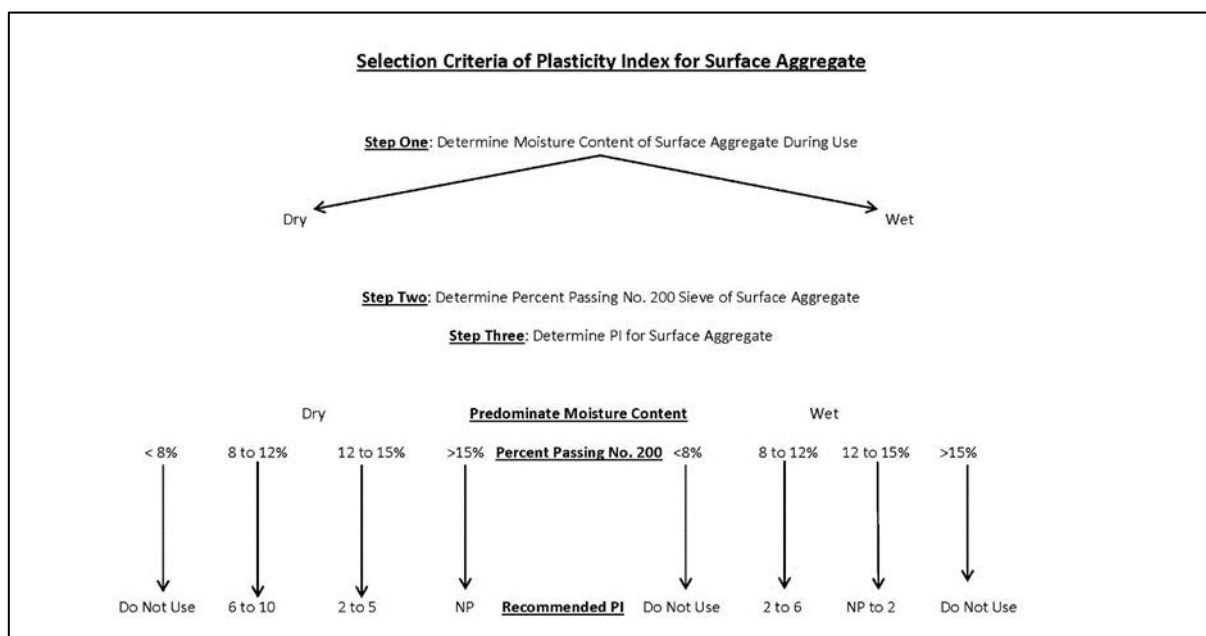 Selection Criteria of Plasticity Index for Surface Aggregate
Step One: Determine Moisture Content of Surface Aggregate During Use
Dry Wet
Step Two: Determine Percent Passing No. 200 Sieve of Surface Aggregate
Step Three: Determine PI for Surface Aggregate
Dry Predominate Moisture Content Wet
< 8% 8 to 12% 12 to 15% >15% Percent Passing No. 200 <8% 8 to 12% 12 to 15% >15%
Do Not Use 6 to 10 2 to 5 NP Recommended PI Do Not Use 2 to 6 NP to 2 Do Not Use